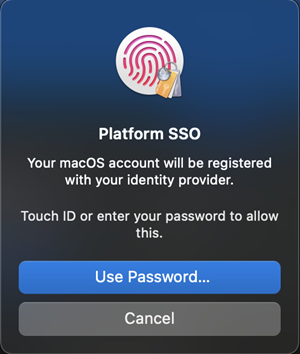 Platform SSO
Your macOS account will be registered
with your identity provider.
Touch ID or enter your password to allow
this.
Use Password...
Cancel